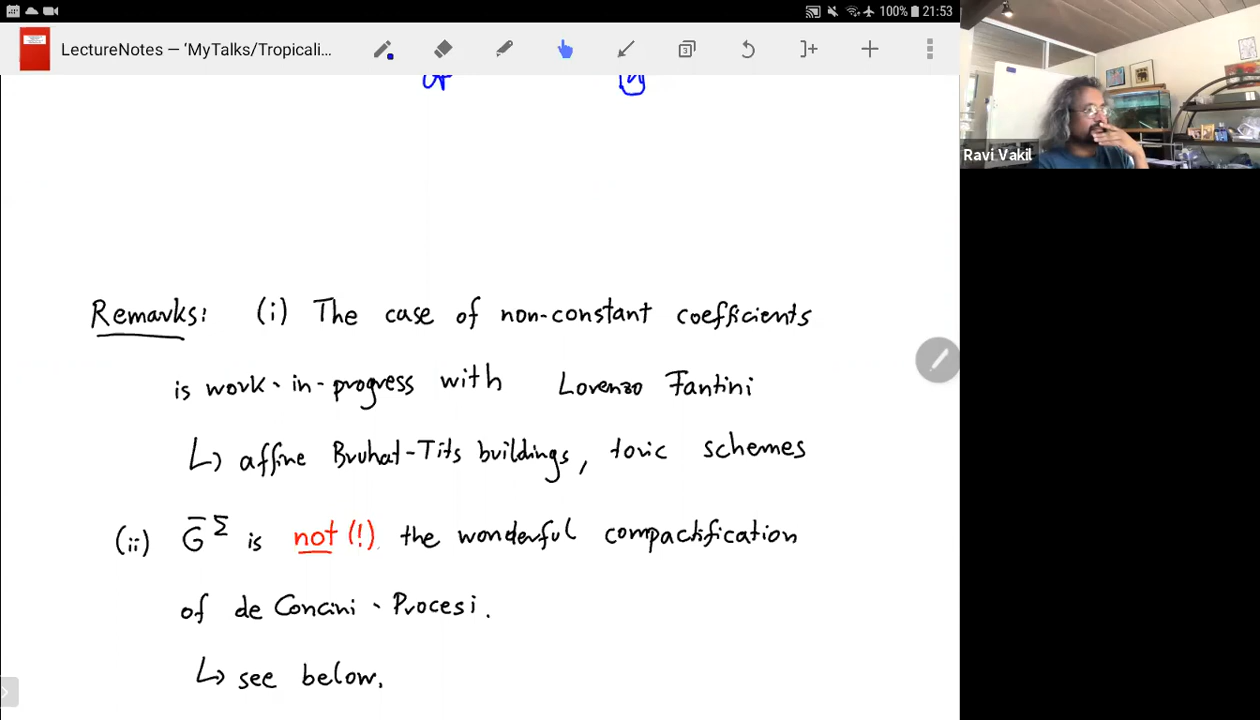 100% 21:53
LectureNotes — ‘MyTalks/Tropicali...
Ravi Vakil
Remarks: (i) The case of non-constant coefficients
is work-in-progress with Lorenzo Fantini
↳ affine Bruhat-Tits buildings, toric schemes
(ii) G̅^Σ is not (!) the wonderful compactification
of de Concini - Procesi.
↳ see below.